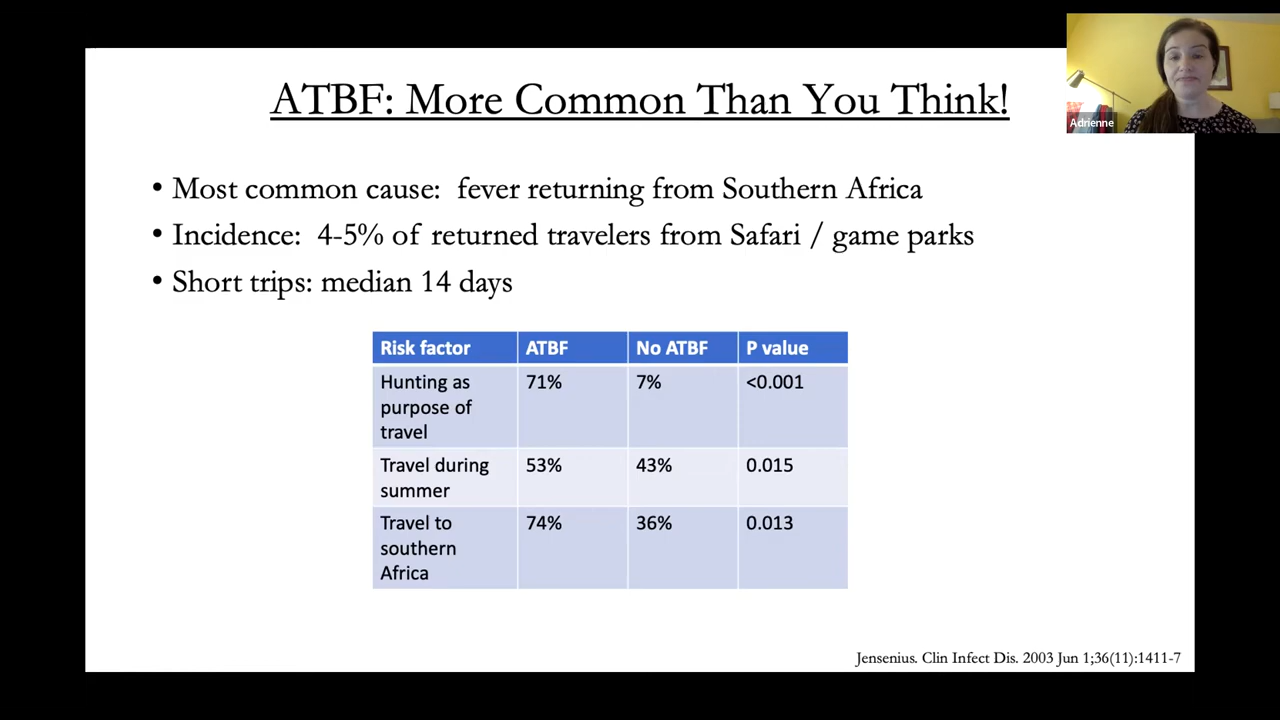 ATBF: More Common Than You Think!
Adrienne
• Most common cause:  fever returning from Southern Africa
• Incidence:  4-5% of returned travelers from Safari / game parks
• Short trips: median 14 days
Risk factor ATBF No ATBF P value
Hunting as purpose of travel 71% 7% <0.001
Travel during summer 53% 43% 0.015
Travel to southern Africa 74% 36% 0.013
Jensenius. Clin Infect Dis. 2003 Jun 1;36(11):1411-7